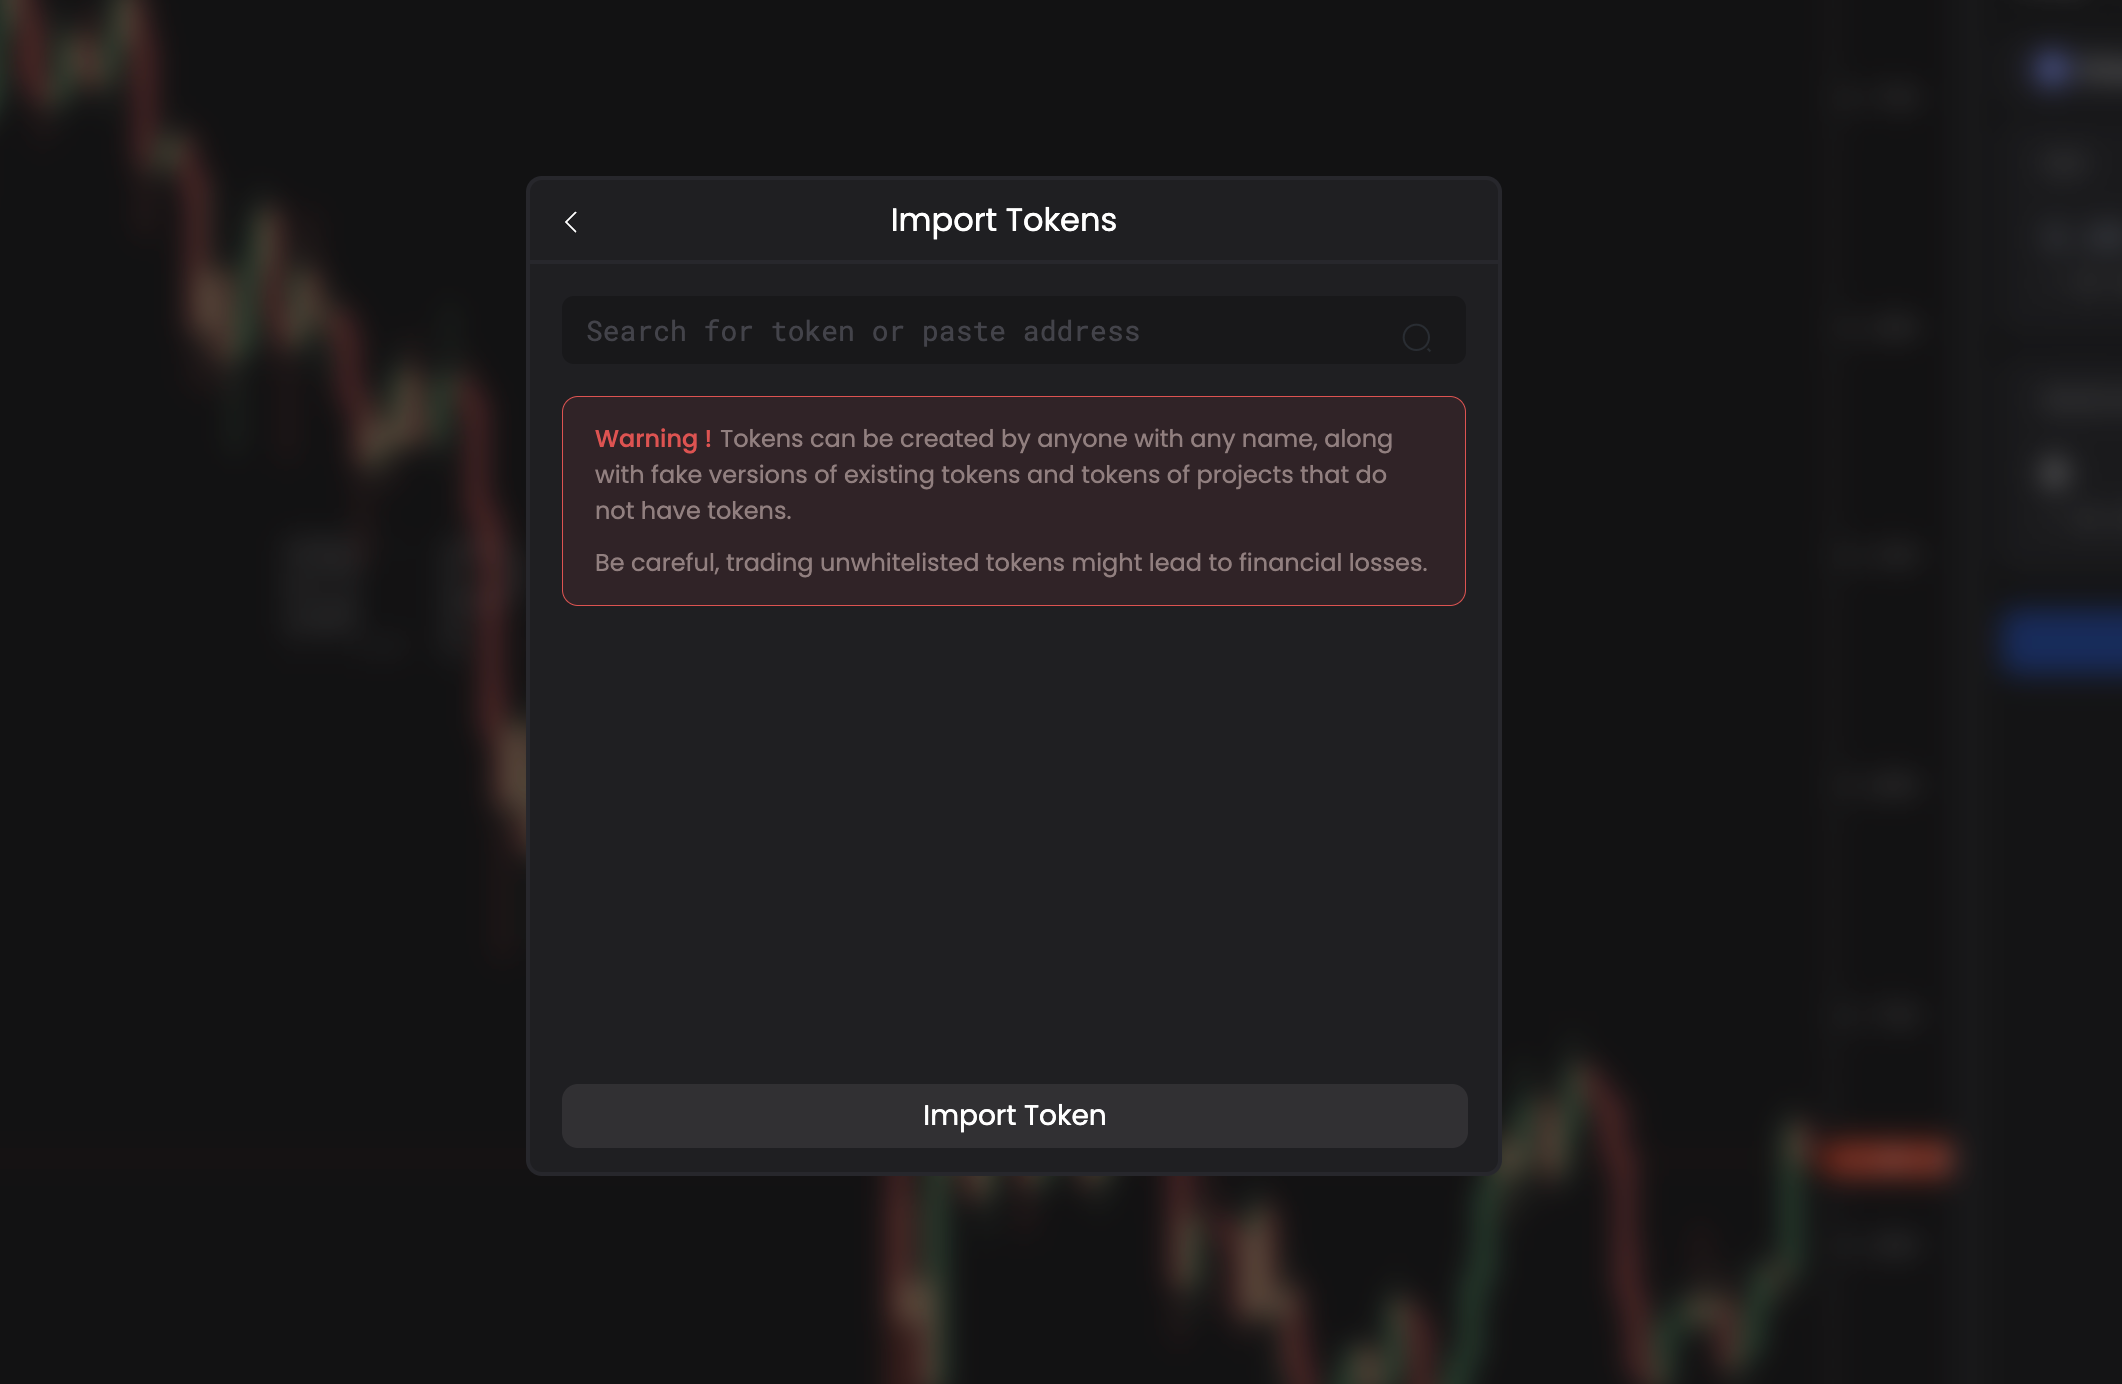 Import Tokens
Search for token or paste address
Warning ! Tokens can be created by anyone with any name, along
with fake versions of existing tokens and tokens of projects that do
not have tokens.
Be careful, trading unwhitelisted tokens might lead to financial losses.
Import Token